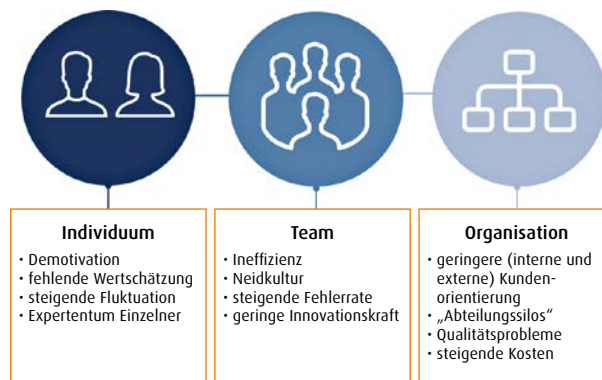 Individuum
· Demotivation
· fehlende Wertschätzung
· steigende Fluktuation
· Expertentum Einzelner
Team
· Ineffizienz
· Neidkultur
· steigende Fehlerrate
· geringe Innovationskraft
Organisation
· geringere (interne und
externe) Kunden-
orientierung
· „Abteilungssilos“
· Qualitätsprobleme
· steigende Kosten